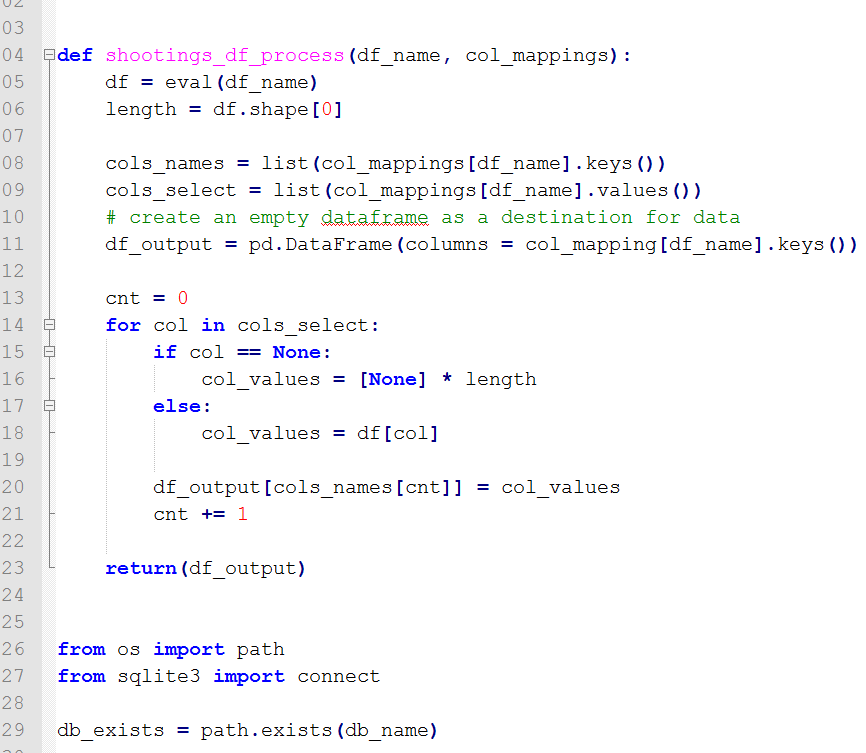 02
03
04 def shootings_df_process(df_name, col_mappings):
05     df = eval(df_name)
06     length = df.shape[0]
07
08     cols_names = list(col_mappings[df_name].keys())
09     cols_select = list(col_mappings[df_name].values())
10     # create an empty dataframe as a destination for data
11     df_output = pd.DataFrame(columns = col_mapping[df_name].keys())
12
13     cnt = 0
14     for col in cols_select:
15         if col == None:
16             col_values = [None] * length
17         else:
18             col_values = df[col]
19
20         df_output[cols_names[cnt]] = col_values
21         cnt += 1
22
23     return(df_output)
24
25
26 from os import path
27 from sqlite3 import connect
28
29 db_exists = path.exists(db_name)